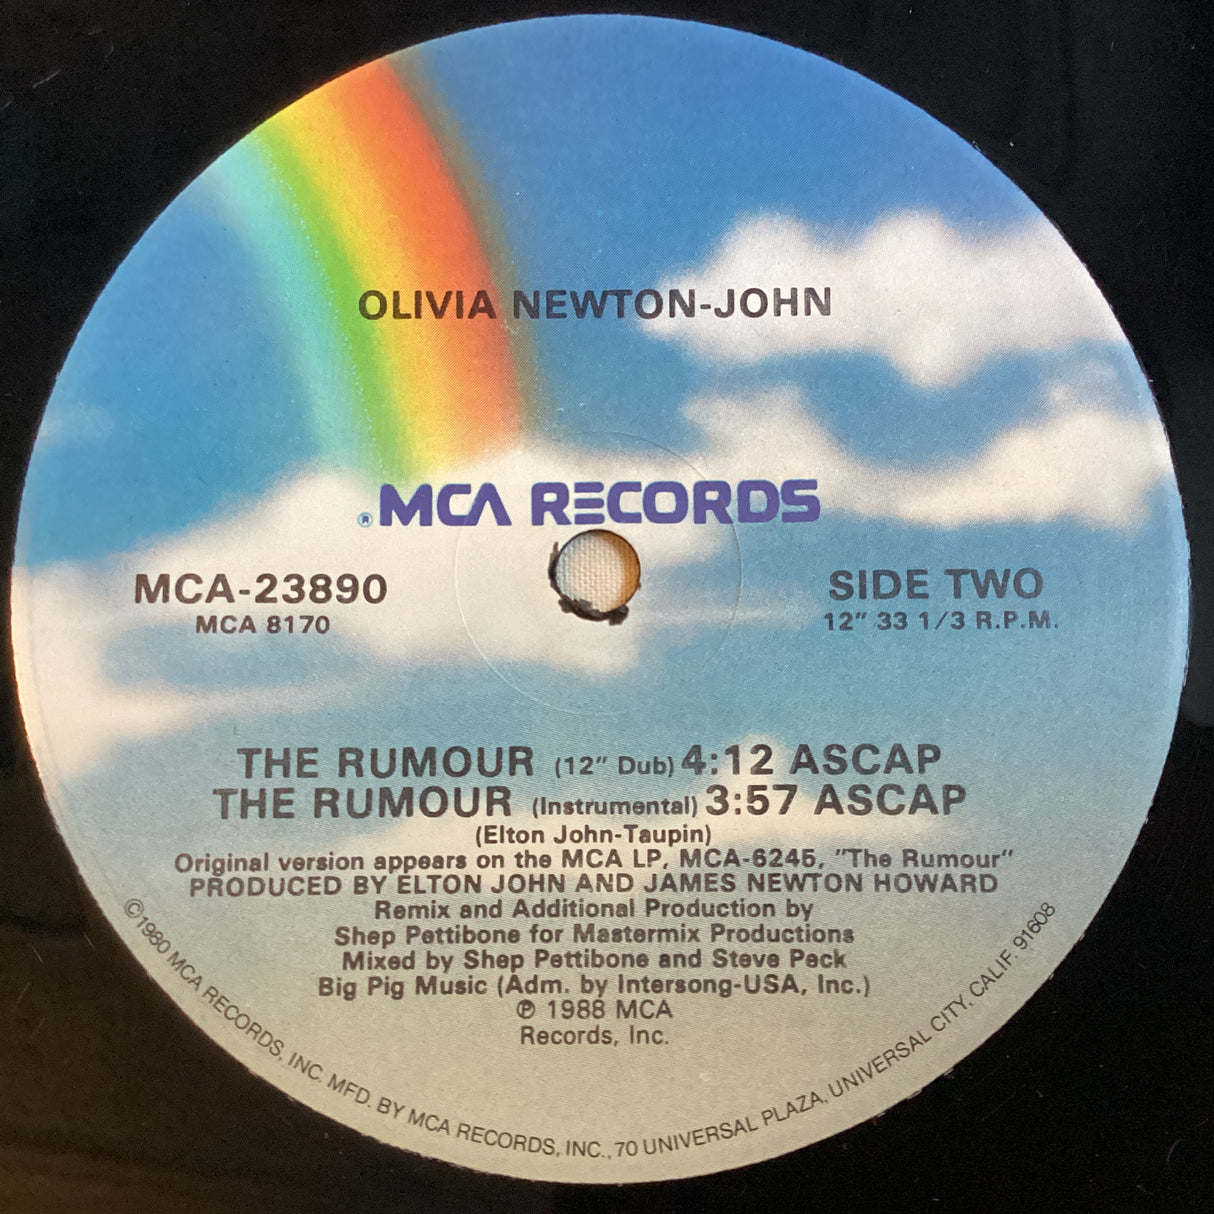 OLIVIA NEWTON-JOHN
® MCA RECORDS
MCA-23890
MCA 8170
SIDE TWO
12" 33 1/3 R.P.M.
THE RUMOUR (12" Dub) 4:12 ASCAP
THE RUMOUR (Instrumental) 3:57 ASCAP
(Elton John-Taupin)
Original version appears on the MCA LP, MCA-6245, "The Rumour"
PRODUCED BY ELTON JOHN AND JAMES NEWTON HOWARD
Remix and Additional Production by
Shep Pettibone for Mastermix Productions
Mixed by Shep Pettibone and Steve Peck
Big Pig Music (Adm. by Intersong-USA, Inc.)
℗ 1988 MCA
Records, Inc.
©1980 MCA RECORDS, INC. MFD. BY MCA RECORDS, INC., 70 UNIVERSAL PLAZA, UNIVERSAL CITY, CALIF. 91608